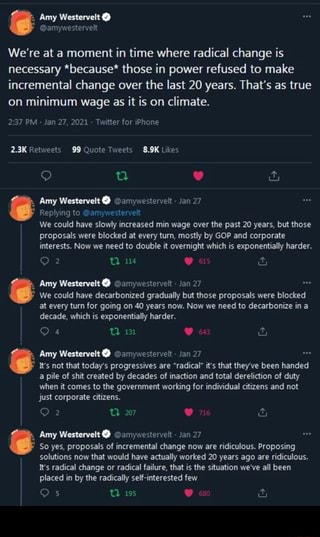 Amy Westervelt
@amywestervelt
We're at a moment in time where radical change is
necessary *because* those in power refused to make
incremental change over the last 20 years. That's as true
on minimum wage as it is on climate.
2:37 PM · Jan 27, 2021 · Twitter for iPhone
2.3K Retweets 99 Quote Tweets 8.9K Likes
Amy Westervelt @amywestervelt · Jan 27
Replying to @amywestervelt
We could have slowly increased min wage over the past 20 years, but those
proposals were blocked at every turn, mostly by GOP and corporate
interests. Now we need to double it overnight which is exponentially harder.
2 114 615
Amy Westervelt @amywestervelt · Jan 27
We could have decarbonized gradually but those proposals were blocked
at every turn for going on 40 years now. Now we need to decarbonize in a
decade, which is exponentially harder.
4 131 643
Amy Westervelt @amywestervelt · Jan 27
It's not that today's progressives are "radical" it's that they've been handed
a pile of shit created by decades of inaction and total dereliction of duty
when it comes to the government working for individual citizens and not
just corporate citizens.
2 207 716
Amy Westervelt @amywestervelt · Jan 27
So yes, proposals of incremental change now are ridiculous. Proposing
solutions now that would have actually worked 20 years ago are ridiculous.
It's radical change or radical failure, that is the situation we've all been
placed in by the radically self-interested few
5 195 680